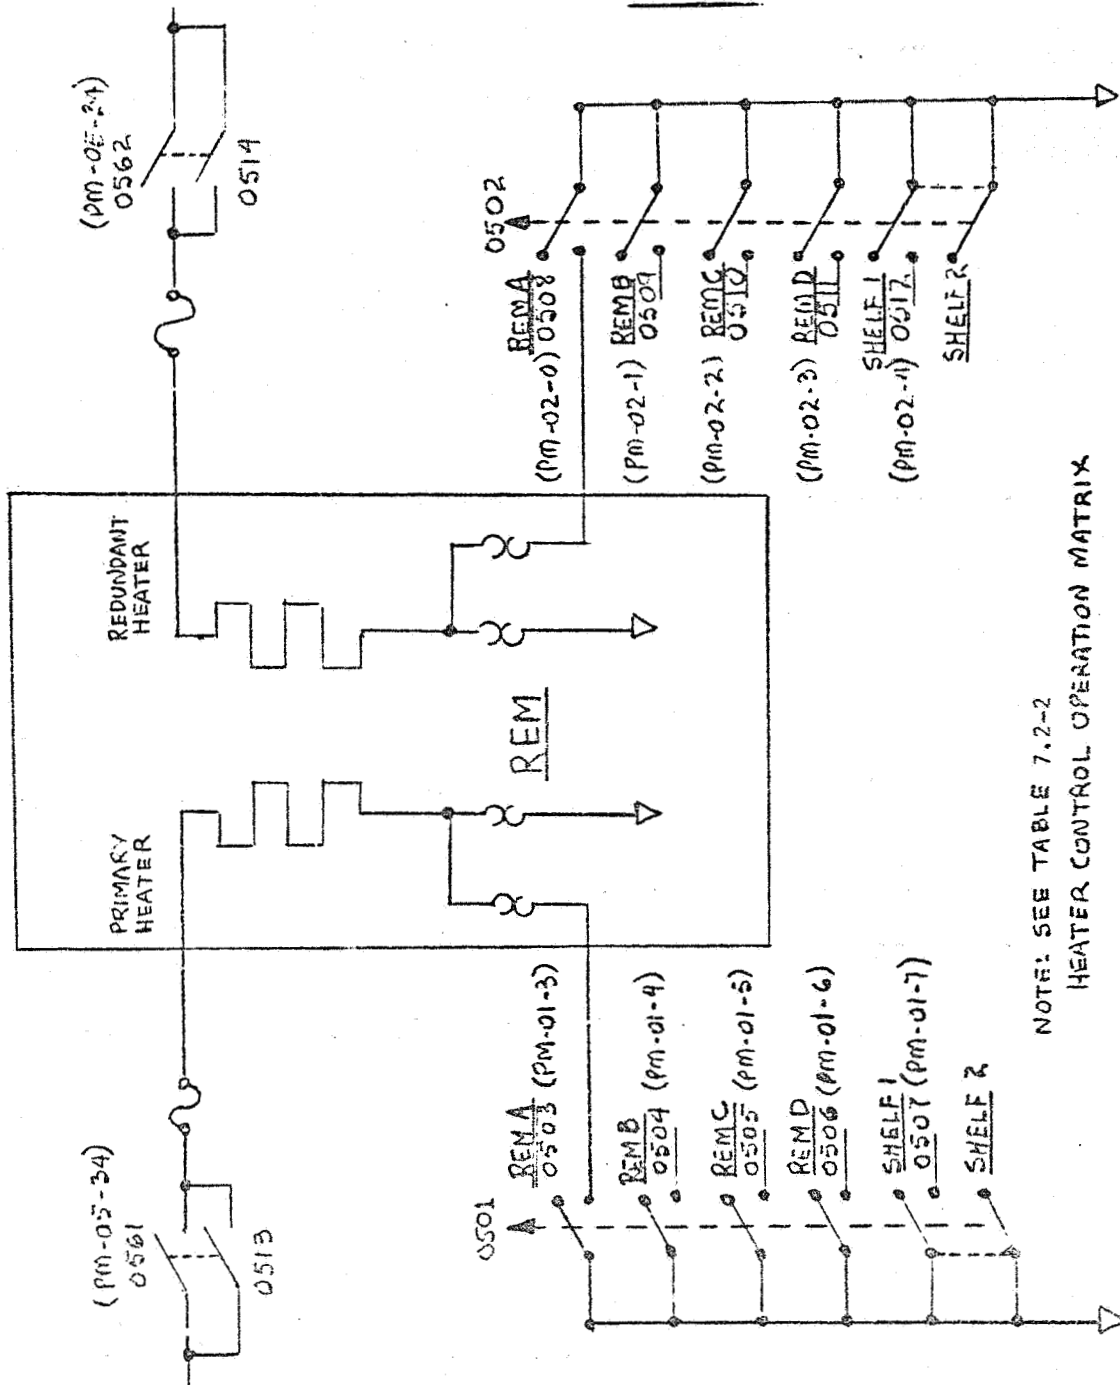 (PM-05-34)
0561
0513
(PM-0E-24)
0562
0514
PRIMARY
HEATER
REDUNDANT
HEATER
REM
0501
REM A
0503 (PM-01-3)
REM B
0504 (PM-01-4)
REM C
0505 (PM-01-5)
REM D
0506 (PM-01-6)
SHELF 1
0507 (PM-01-7)
SHELF 2
0502
REM A
(PM-02-0) 0508
REM B
(PM-02-1) 0509
REM C
(PM-02-2) 0510
REM D
(PM-02-3) 0511
SHELF 1
(PM-02-4) 0512
SHELF 2
NOTE: SEE TABLE 7.2-2
HEATER CONTROL OPERATION MATRIX